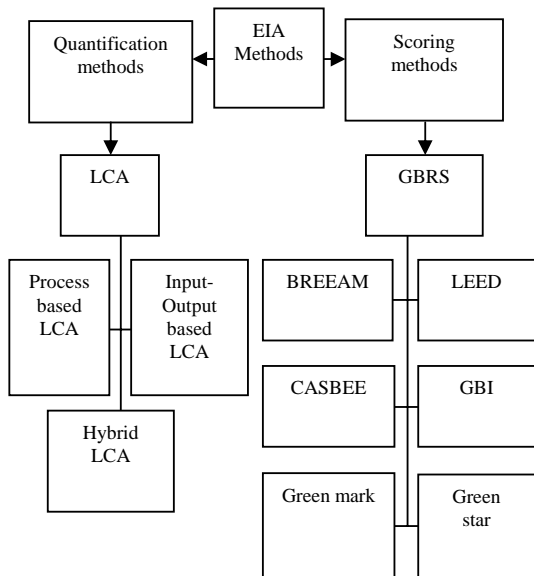 Quantification
methods
EIA
Methods
Scoring
methods
LCA
GBRS
Process
based
LCA
Input-
Output
based
LCA
Hybrid
LCA
BREEAM
LEED
CASBEE
GBI
Green mark
Green
star